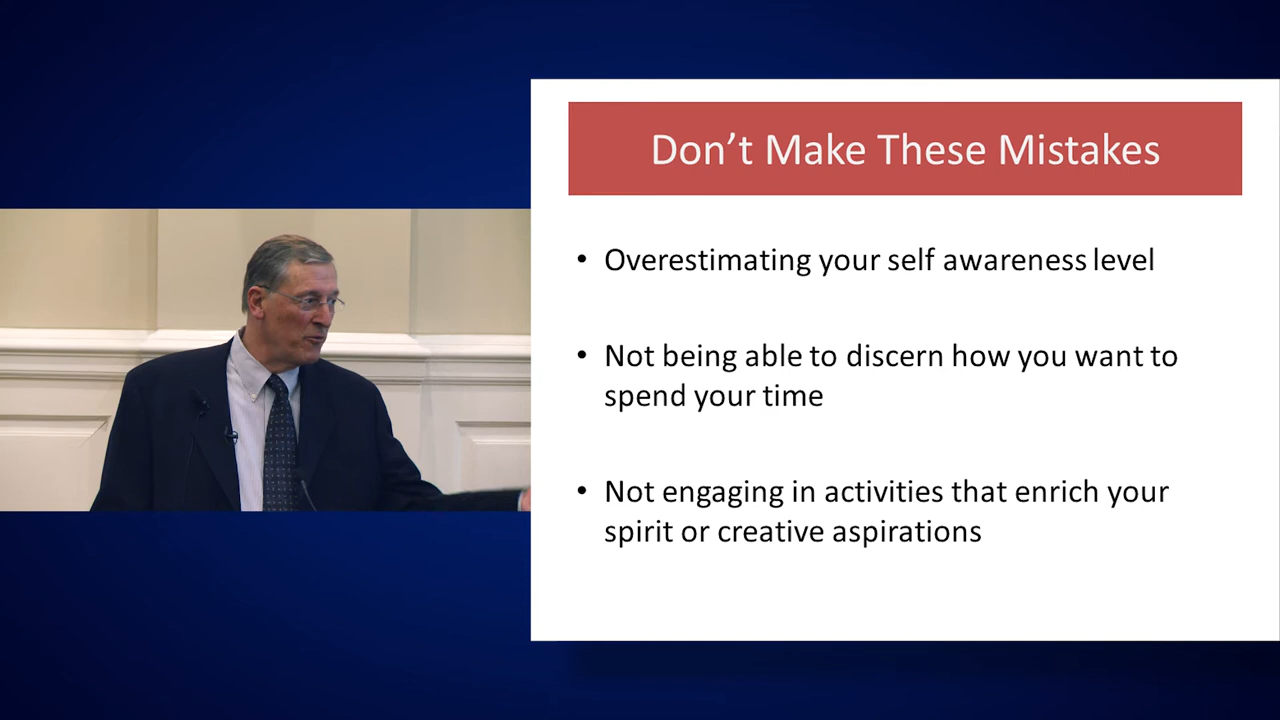 Don’t Make These Mistakes
• Overestimating your self awareness level
• Not being able to discern how you want to
spend your time
• Not engaging in activities that enrich your
spirit or creative aspirations